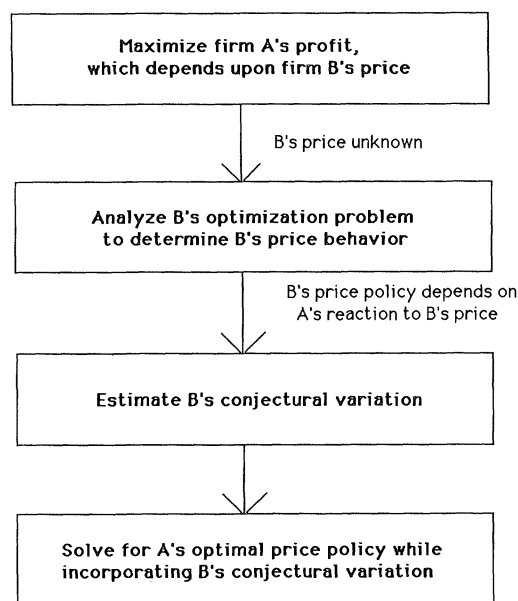 Maximize firm A's profit,
which depends upon firm B's price
B's price unknown
Analyze B's optimization problem
to determine B's price behavior
B's price policy depends on
A's reaction to B's price
Estimate B's conjectural variation
Solve for A's optimal price policy while
incorporating B's conjectural variation